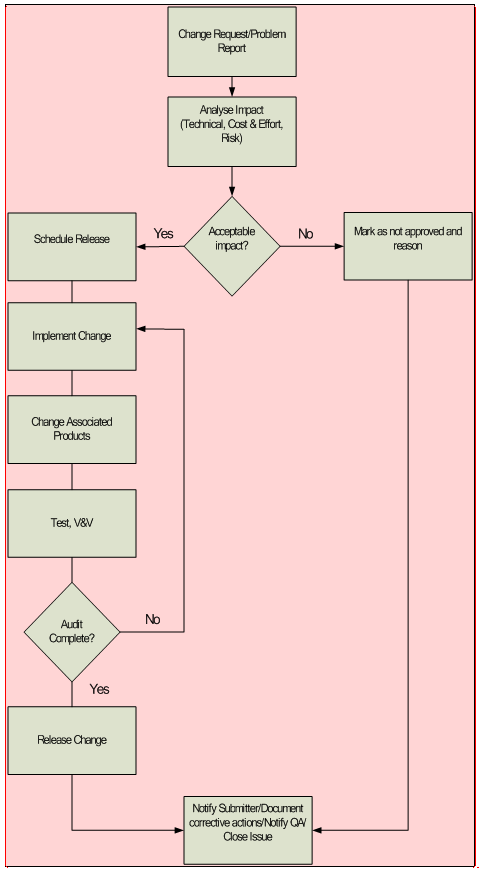 Change Request/Problem
Report
Analyse Impact
(Technical, Cost & Effort,
Risk)
Acceptable
impact?
Yes
No
Schedule Release
Mark as not approved and
reason
Implement Change
Change Associated
Products
Test, V&V
Audit
Complete?
No
Yes
Release Change
Notify Submitter/Document
corrective actions/Notify QA/
Close Issue